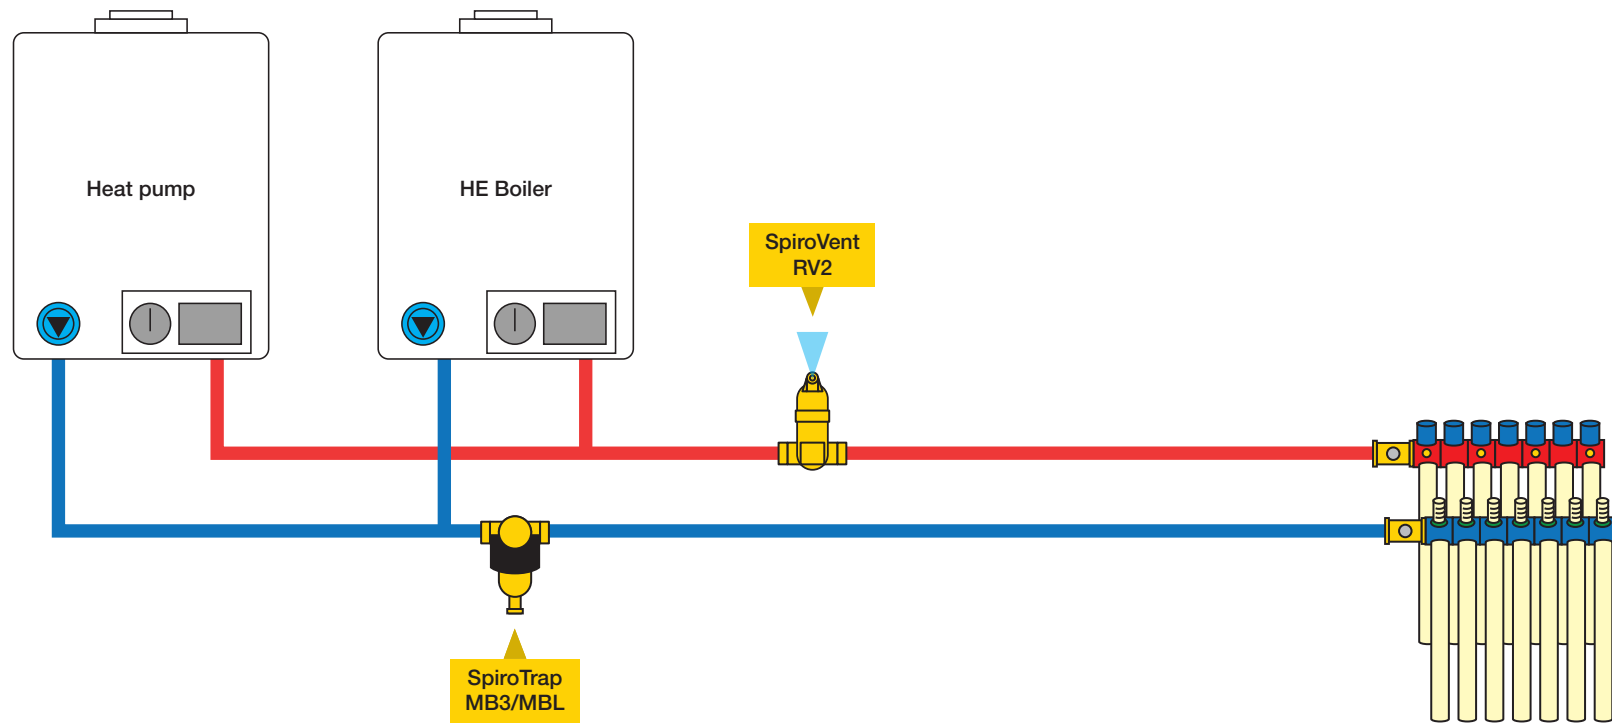 Heat pump
HE Boiler
SpiroVent
RV2
SpiroTrap
MB3/MBL